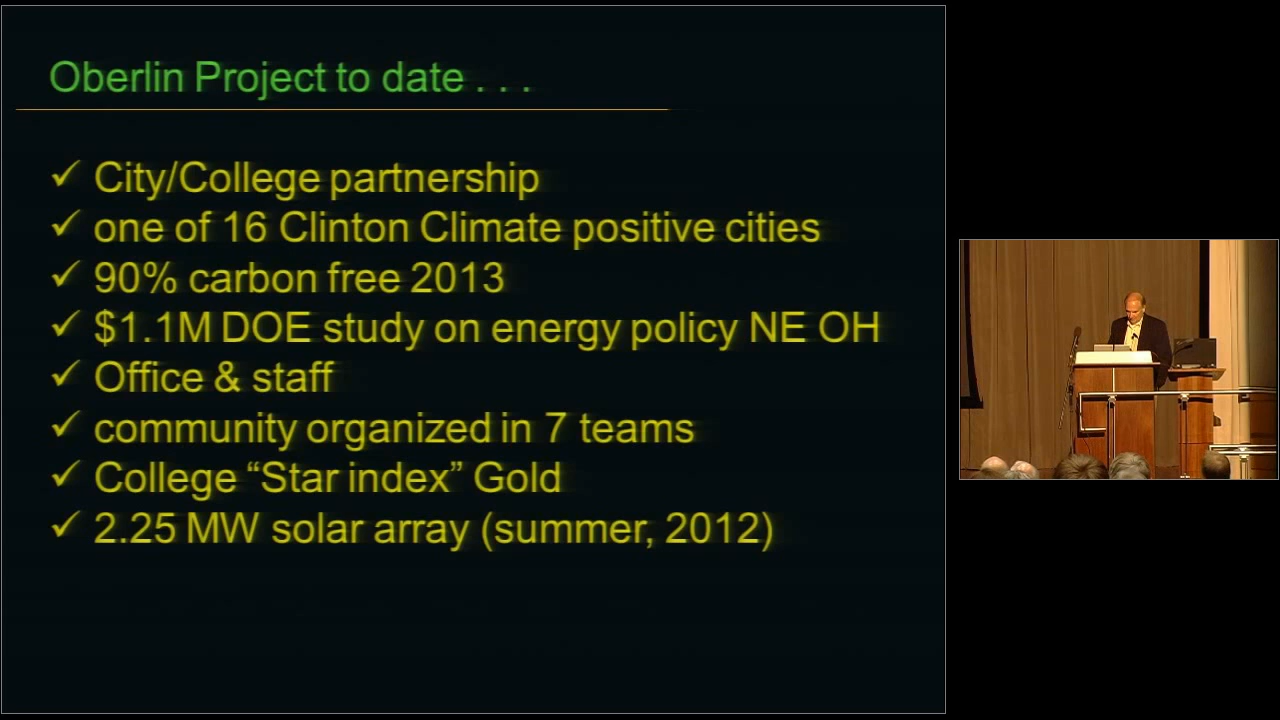 Oberlin Project to date . . .
✓ City/College partnership
✓ one of 16 Clinton Climate positive cities
✓ 90% carbon free 2013
✓ $1.1M DOE study on energy policy NE OH
✓ Office & staff
✓ community organized in 7 teams
✓ College “Star index” Gold
✓ 2.25 MW solar array (summer, 2012)